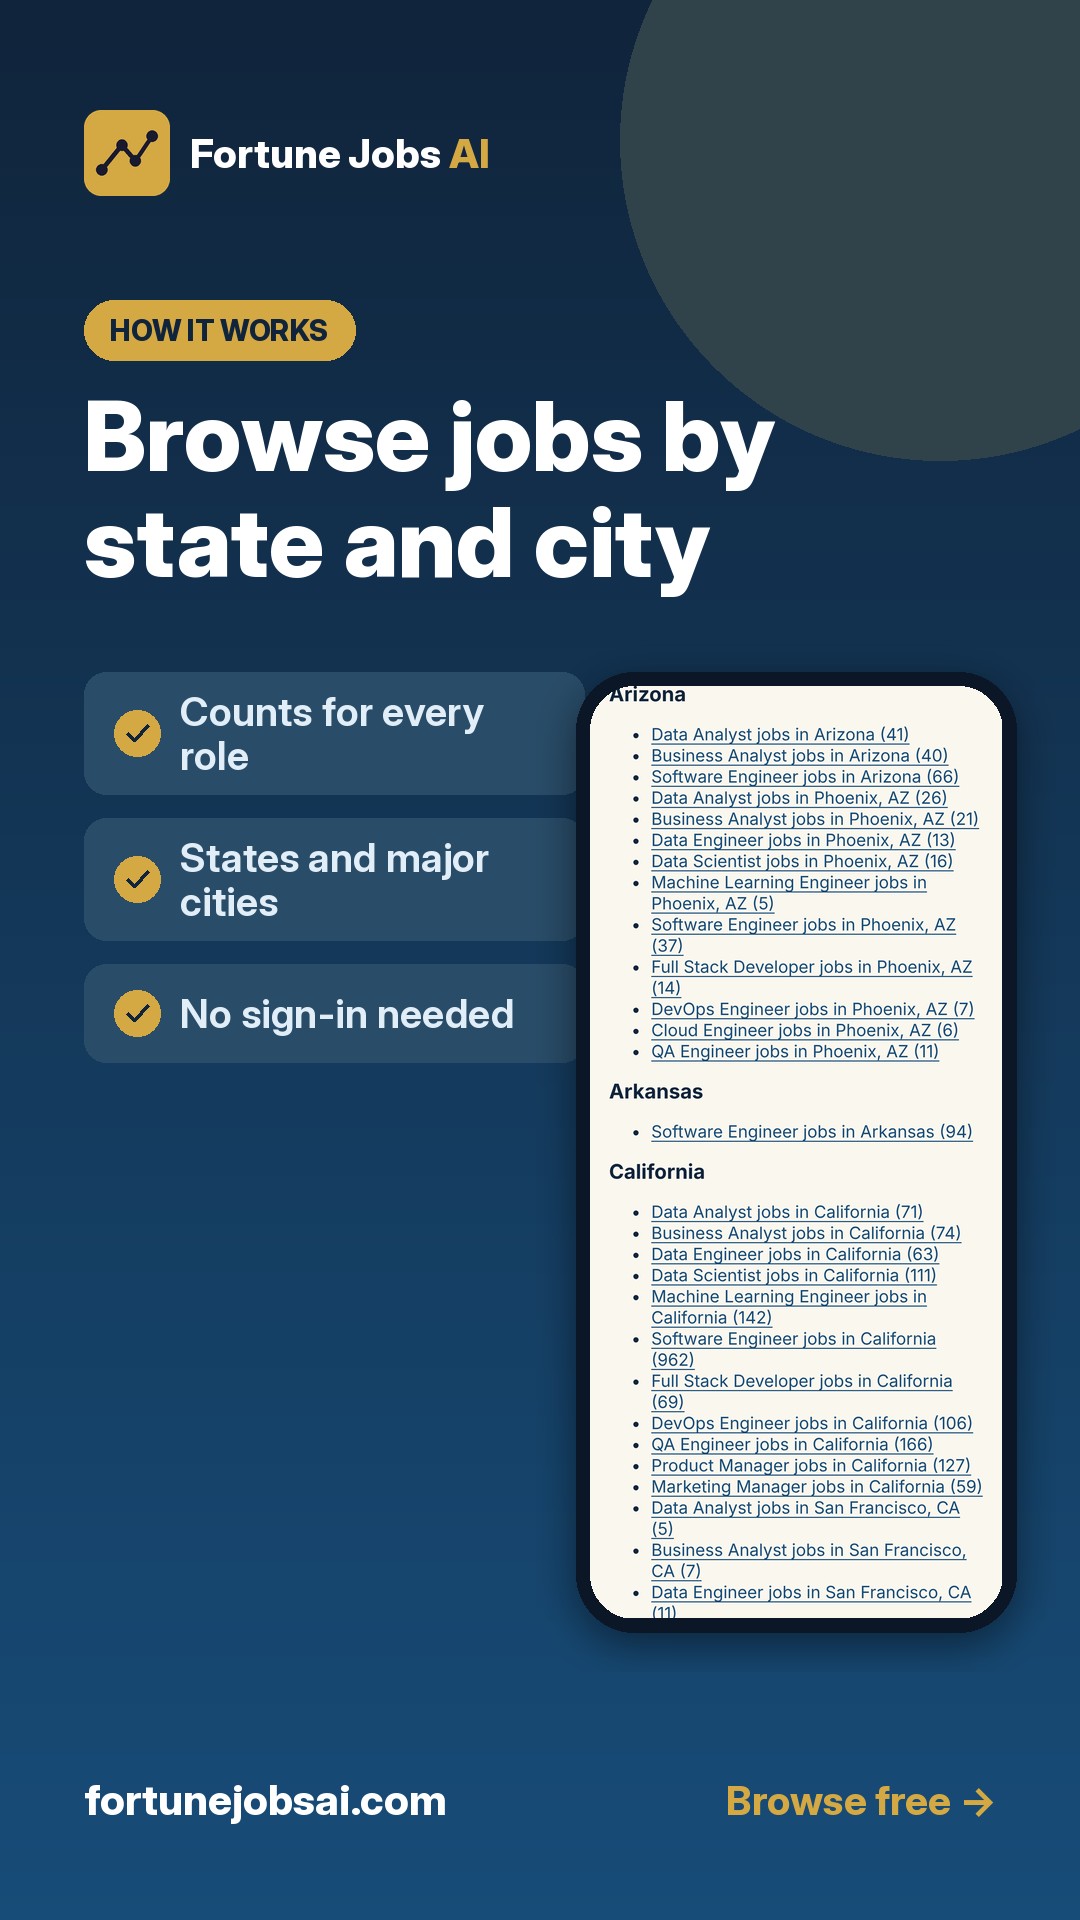 Fortune Jobs AI
HOW IT WORKS
Browse jobs by
state and city
Counts for every
role
States and major
cities
No sign-in needed
Arizona
• Data Analyst jobs in Arizona (41)
• Business Analyst jobs in Arizona (40)
• Software Engineer jobs in Arizona (66)
• Data Analyst jobs in Phoenix, AZ (26)
• Business Analyst jobs in Phoenix, AZ (21)
• Data Engineer jobs in Phoenix, AZ (13)
• Data Scientist jobs in Phoenix, AZ (16)
• Machine Learning Engineer jobs in
Phoenix, AZ (5)
• Software Engineer jobs in Phoenix, AZ
(37)
• Full Stack Developer jobs in Phoenix, AZ
(14)
• DevOps Engineer jobs in Phoenix, AZ (7)
• Cloud Engineer jobs in Phoenix, AZ (6)
• QA Engineer jobs in Phoenix, AZ (11)
Arkansas
• Software Engineer jobs in Arkansas (94)
California
• Data Analyst jobs in California (71)
• Business Analyst jobs in California (74)
• Data Engineer jobs in California (63)
• Data Scientist jobs in California (111)
• Machine Learning Engineer jobs in
California (142)
• Software Engineer jobs in California
(962)
• Full Stack Developer jobs in California
(69)
• DevOps Engineer jobs in California (106)
• QA Engineer jobs in California (166)
• Product Manager jobs in California (127)
• Marketing Manager jobs in California (59)
• Data Analyst jobs in San Francisco, CA
(5)
• Business Analyst jobs in San Francisco,
CA (7)
• Data Engineer jobs in San Francisco, CA
(11)
fortunejobsai.com
Browse free →